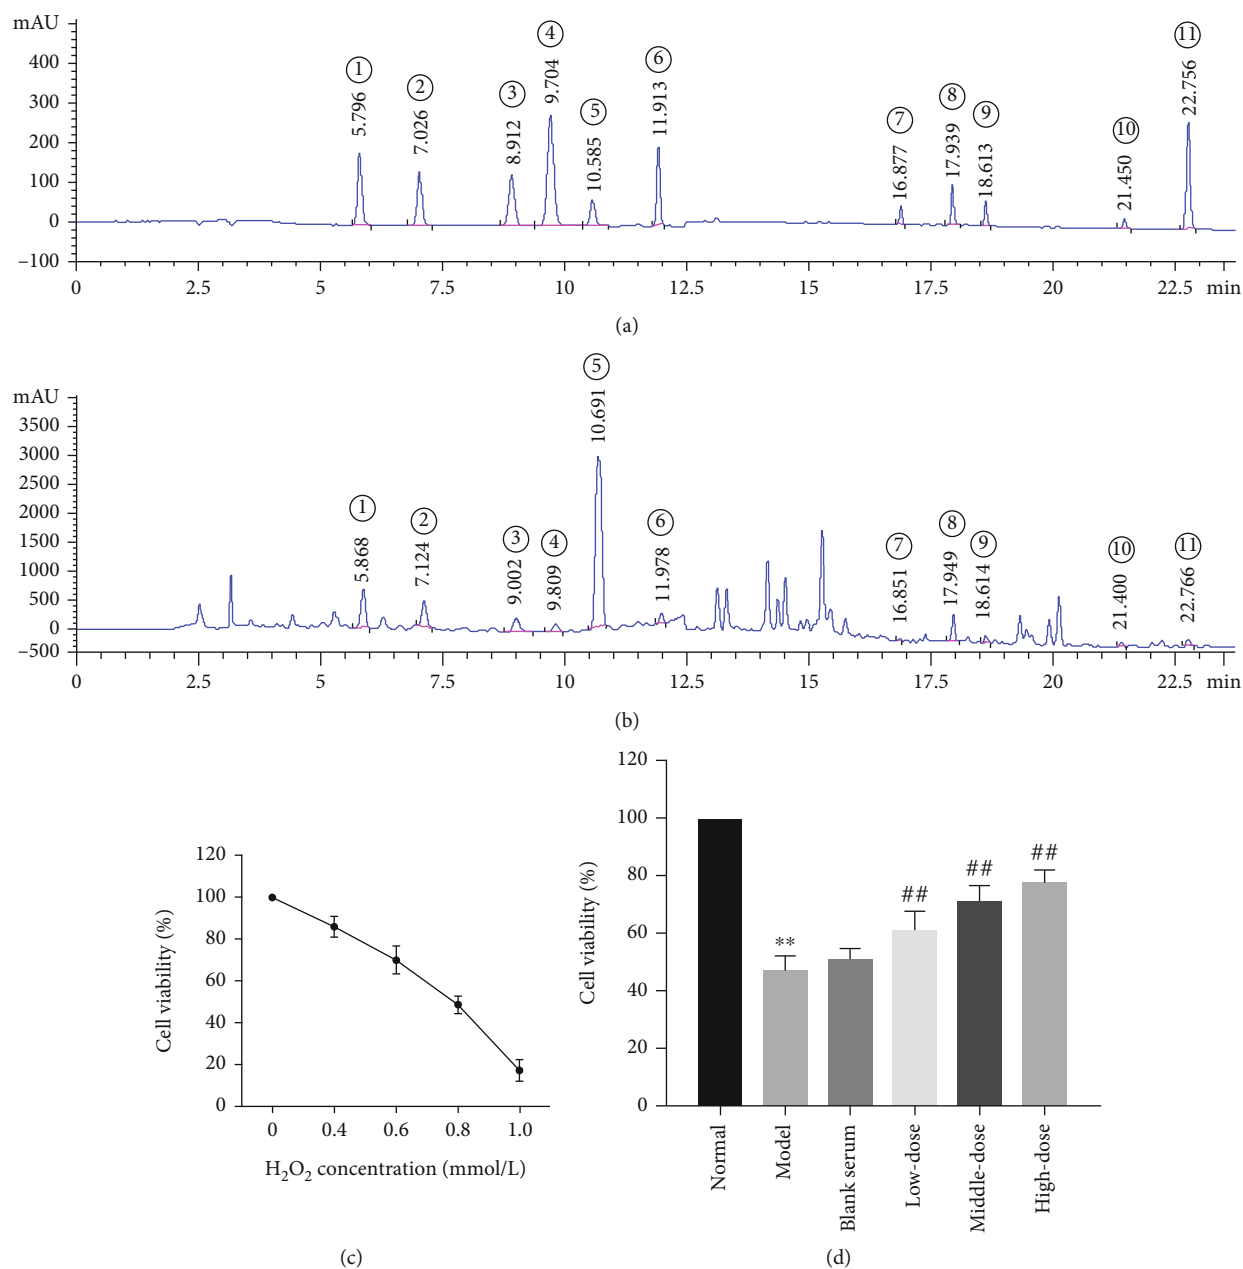 mAU
① ② ③ ④ ⑤ ⑥ ⑦ ⑧ ⑨ ⑩ ⑪
5.796 7.026 8.912 9.704 10.585 11.913 16.877 17.939 18.613 21.450 22.756
400
300
200
100
0
−100
0 2.5 5 7.5 10 12.5 15 17.5 20 22.5 min
(a)
mAU
① ② ③ ④ ⑤ ⑥ ⑦ ⑧ ⑨ ⑩ ⑪
5.868 7.124 9.002 9.809 10.691 11.978 16.851 17.949 18.614 21.400 22.766
3500
3000
2500
2000
1500
1000
500
0
−500
0 2.5 5 7.5 10 12.5 15 17.5 20 22.5 min
(b)
Cell viability (%)
120
100
80
60
40
20
0
0 0.4 0.6 0.8 1.0
H₂O₂ concentration (mmol/L)
(c)
Cell viability (%)
120
100
80
60
40
20
0
** ## ## ##
Normal
Model
Blank serum
Low-dose
Middle-dose
High-dose
(d)